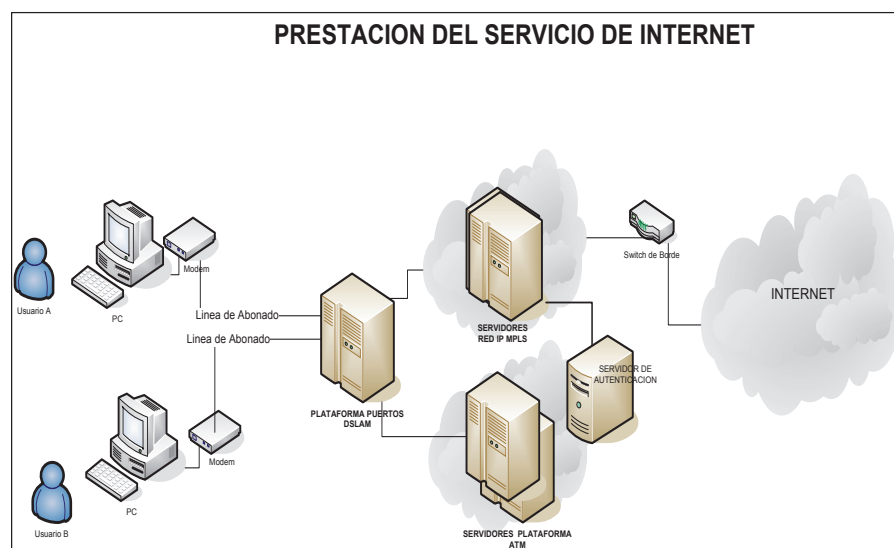 PRESTACION DEL SERVICIO DE INTERNET
Usuario A
PC
Modem
Linea de Abonado
Linea de Abonado
PLATAFORMA PUERTOS
DSLAM
SERVIDORES
RED IP MPLS
Switch de Borde
INTERNET
SERVIDOR DE
AUTENTICACION
Usuario B
PC
Modem
SERVIDORES PLATAFORMA
ATM